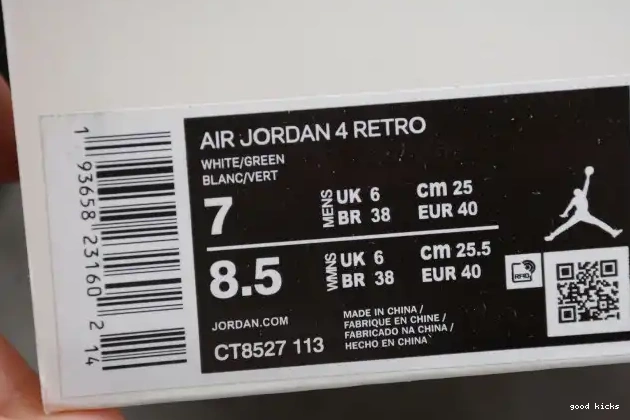 AIR JORDAN 4 RETRO
WHITE/GREEN
BLANC/VERT
7
MENS
UK 6
BR 38
cm 25
EUR 40
8.5
WMNS
UK 6
BR 38
cm 25.5
EUR 40
RFID
JORDAN.COM
CT8527 113
MADE IN CHINA /
FABRIQUE EN CHINE /
FABRICADO NA CHINA /
HECHO EN CHINA
1 93658 23160 2 14
good kicks